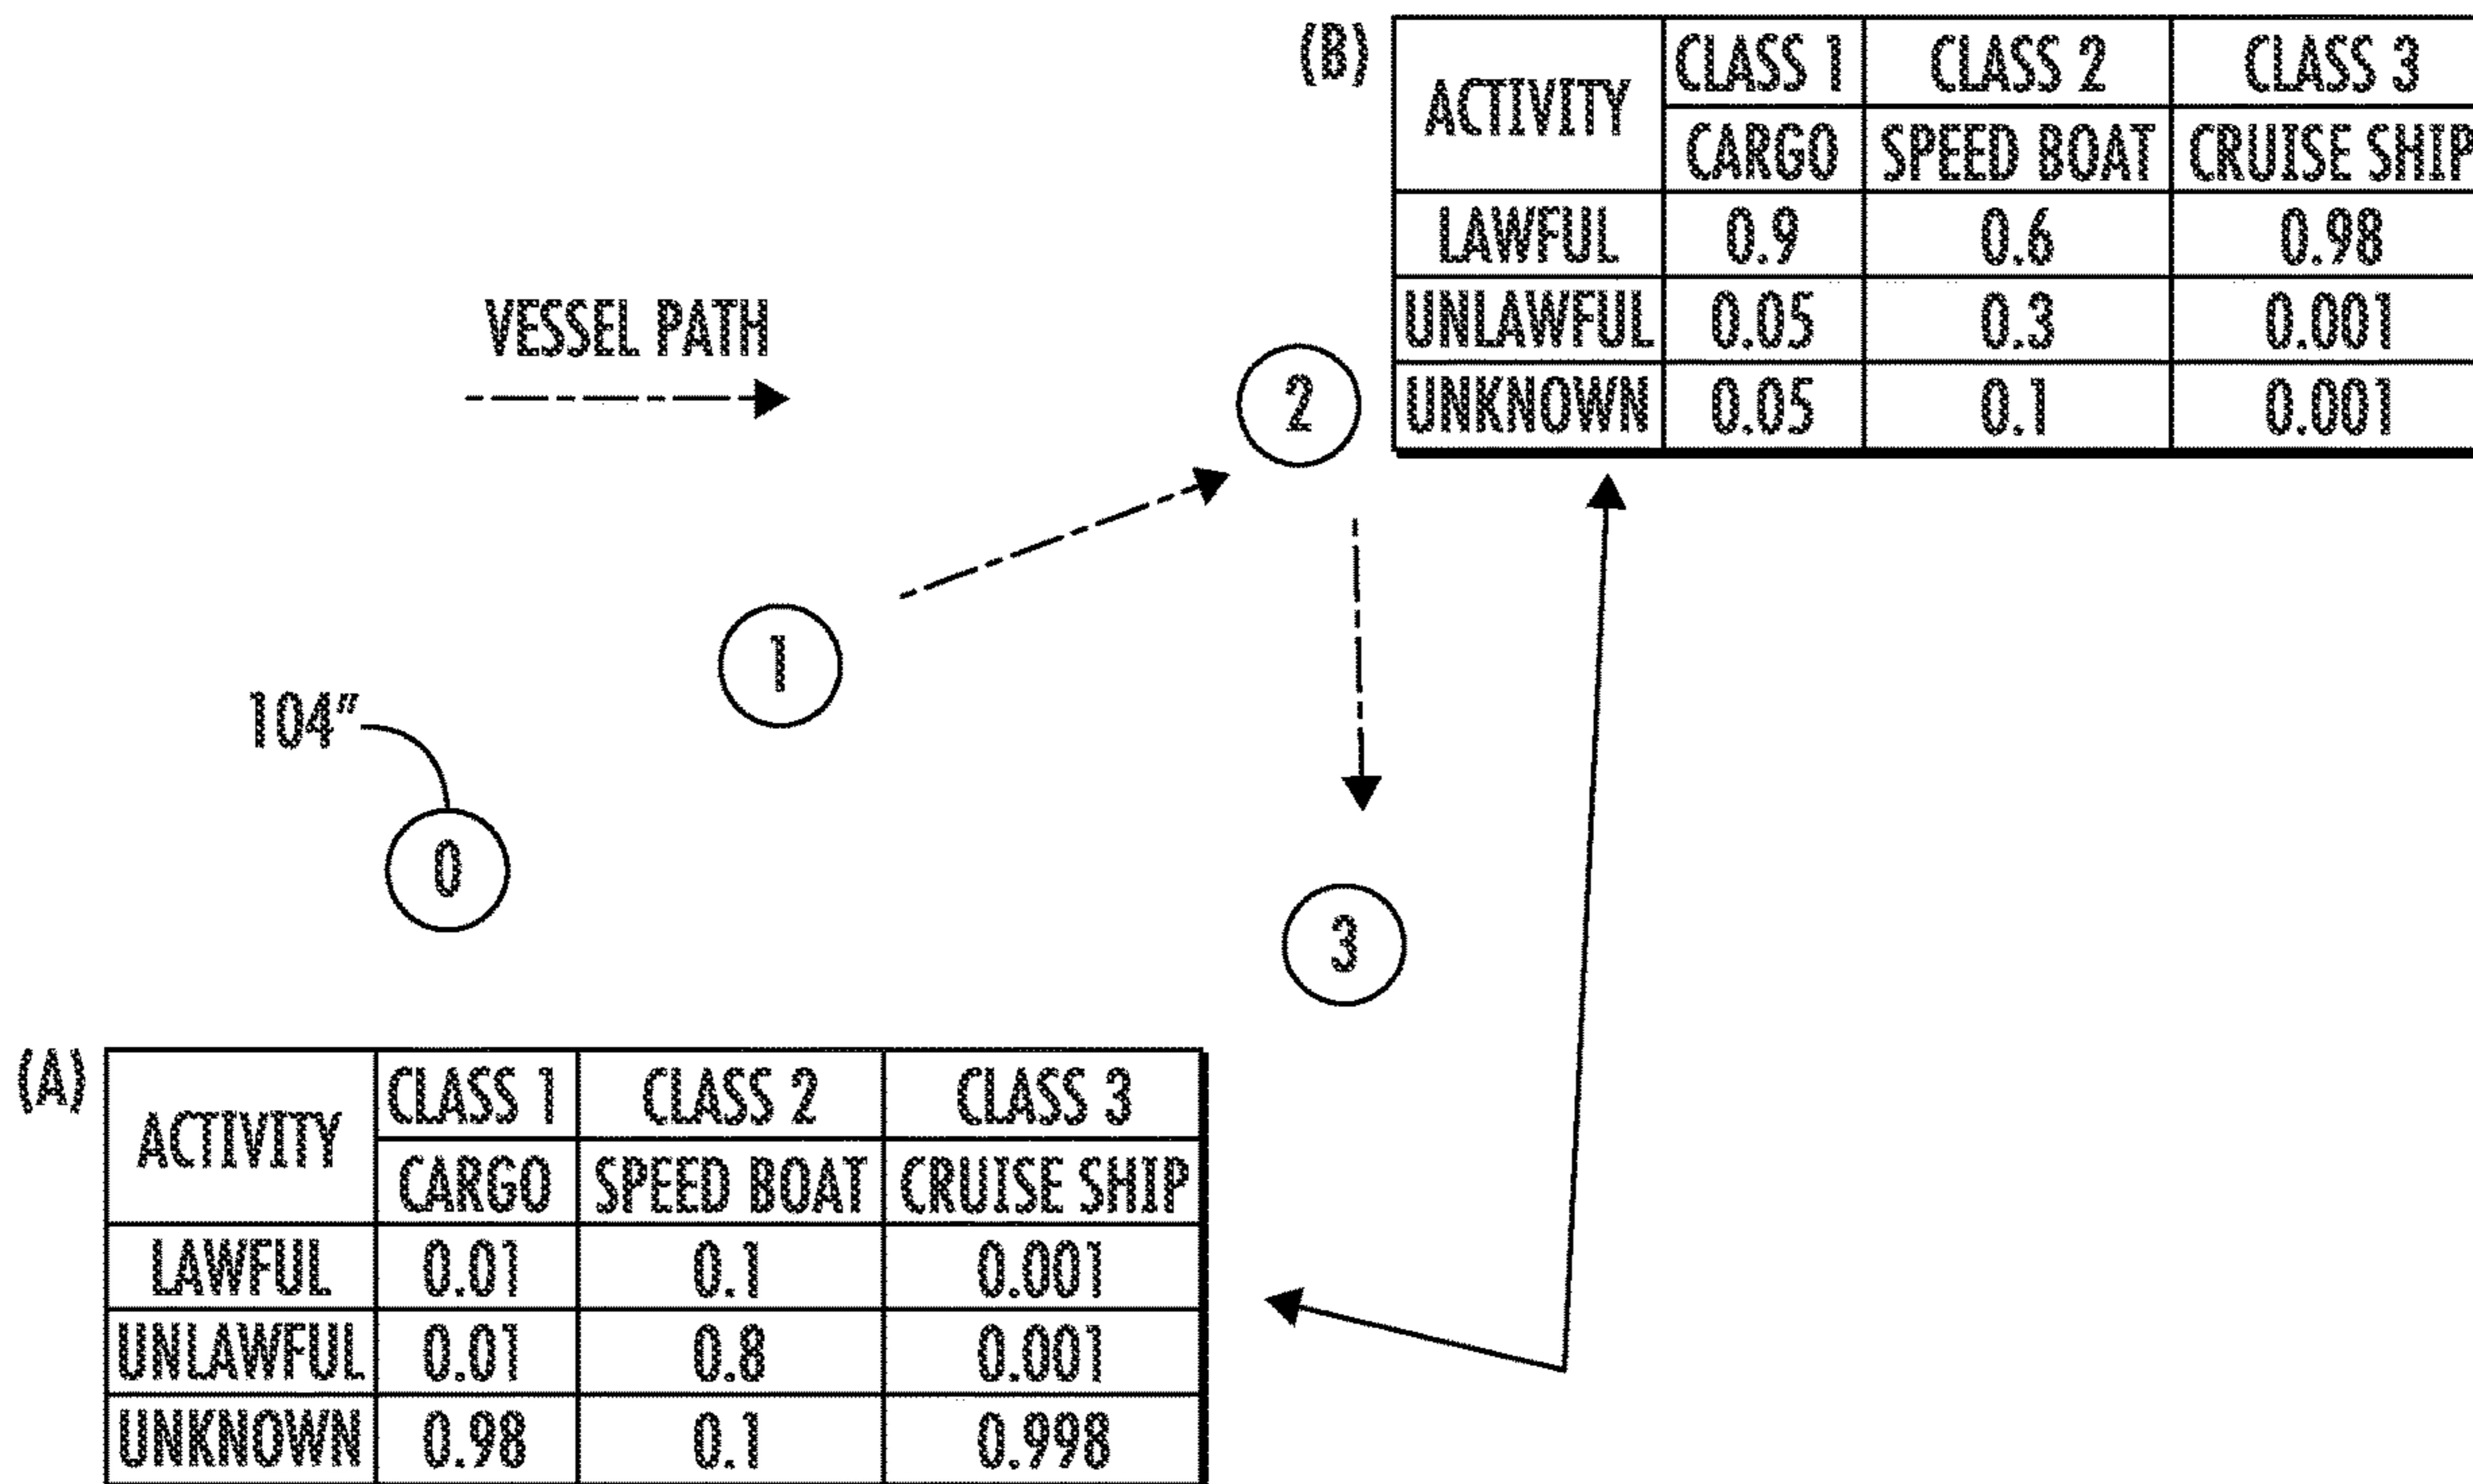 (B)
ACTIVITY CLASS 1 CLASS 2 CLASS 3
CARGO SPEED BOAT CRUISE SHIP
LAWFUL 0.9 0.6 0.98
UNLAWFUL 0.05 0.3 0.001
UNKNOWN 0.05 0.1 0.001
VESSEL PATH
2
1
104"
0
3
(A)
ACTIVITY CLASS 1 CLASS 2 CLASS 3
CARGO SPEED BOAT CRUISE SHIP
LAWFUL 0.01 0.1 0.001
UNLAWFUL 0.01 0.8 0.001
UNKNOWN 0.98 0.1 0.998